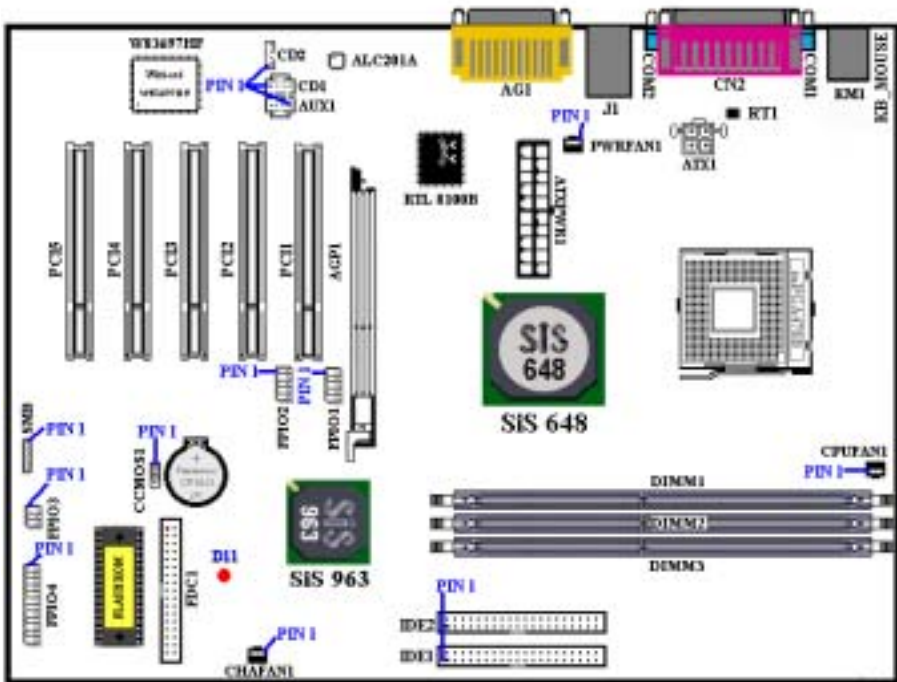 W83697HF
CD2
ALC201A
PIN 1
CD1
AUX1
AG1
J1
COM2
CN2
COM1
KM1
KB_MOUSE
PIN 1
PWRFAN1
RT1
ATX1
RTL 8100B
ATXPWR1
PCI5
PCI4
PCI3
PCI2
PCI1
AGP1
SiS
648
SiS 648
PIN 1
PIN 1
FPIO2
FPIO1
SMB
PIN 1
PIN 1
CCMOS1
CPUFAN1
PIN 1
DIMM1
DIMM2
DIMM3
PIN 1
FPIO3
PIN 1
FPIO4
FLASH ROM
FDC1
D11
SiS
963
SiS 963
PIN 1
IDE2
IDE1
PIN 1
CHAFAN1